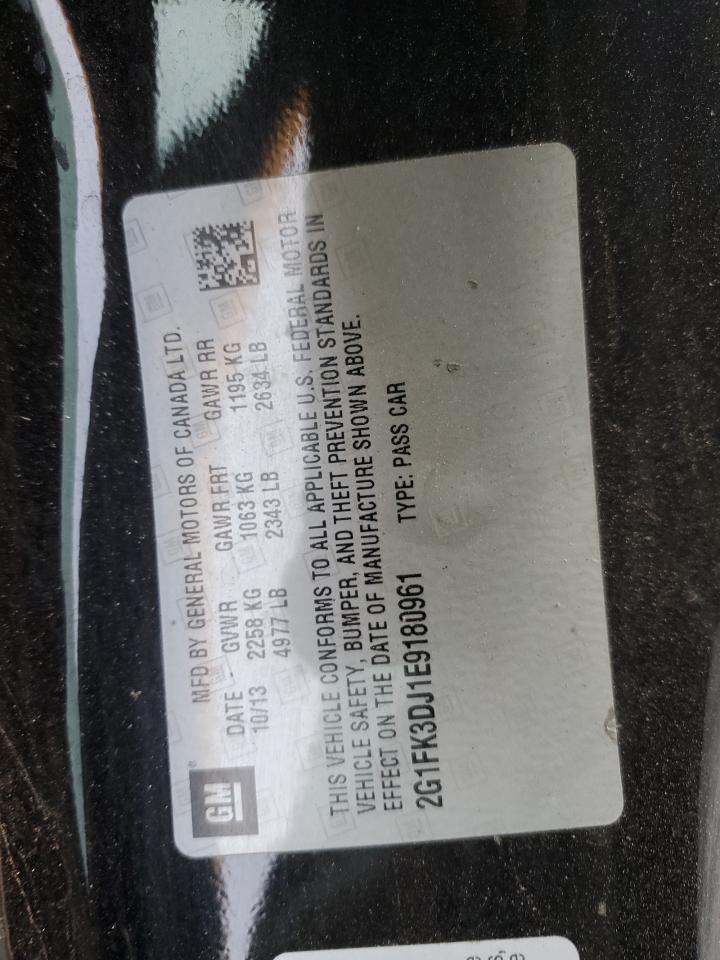 GM
MFD BY GENERAL MOTORS OF CANADA LTD.
DATE GVWR GAWR FRT GAWR RR
10/13 2258 KG 1063 KG 1195 KG
4977 LB 2343 LB 2634 LB
THIS VEHICLE CONFORMS TO ALL APPLICABLE U.S. FEDERAL MOTOR
VEHICLE SAFETY, BUMPER, AND THEFT PREVENTION STANDARDS IN
EFFECT ON THE DATE OF MANUFACTURE SHOWN ABOVE.
2G1FK3DJ1E9180961 TYPE: PASS CAR